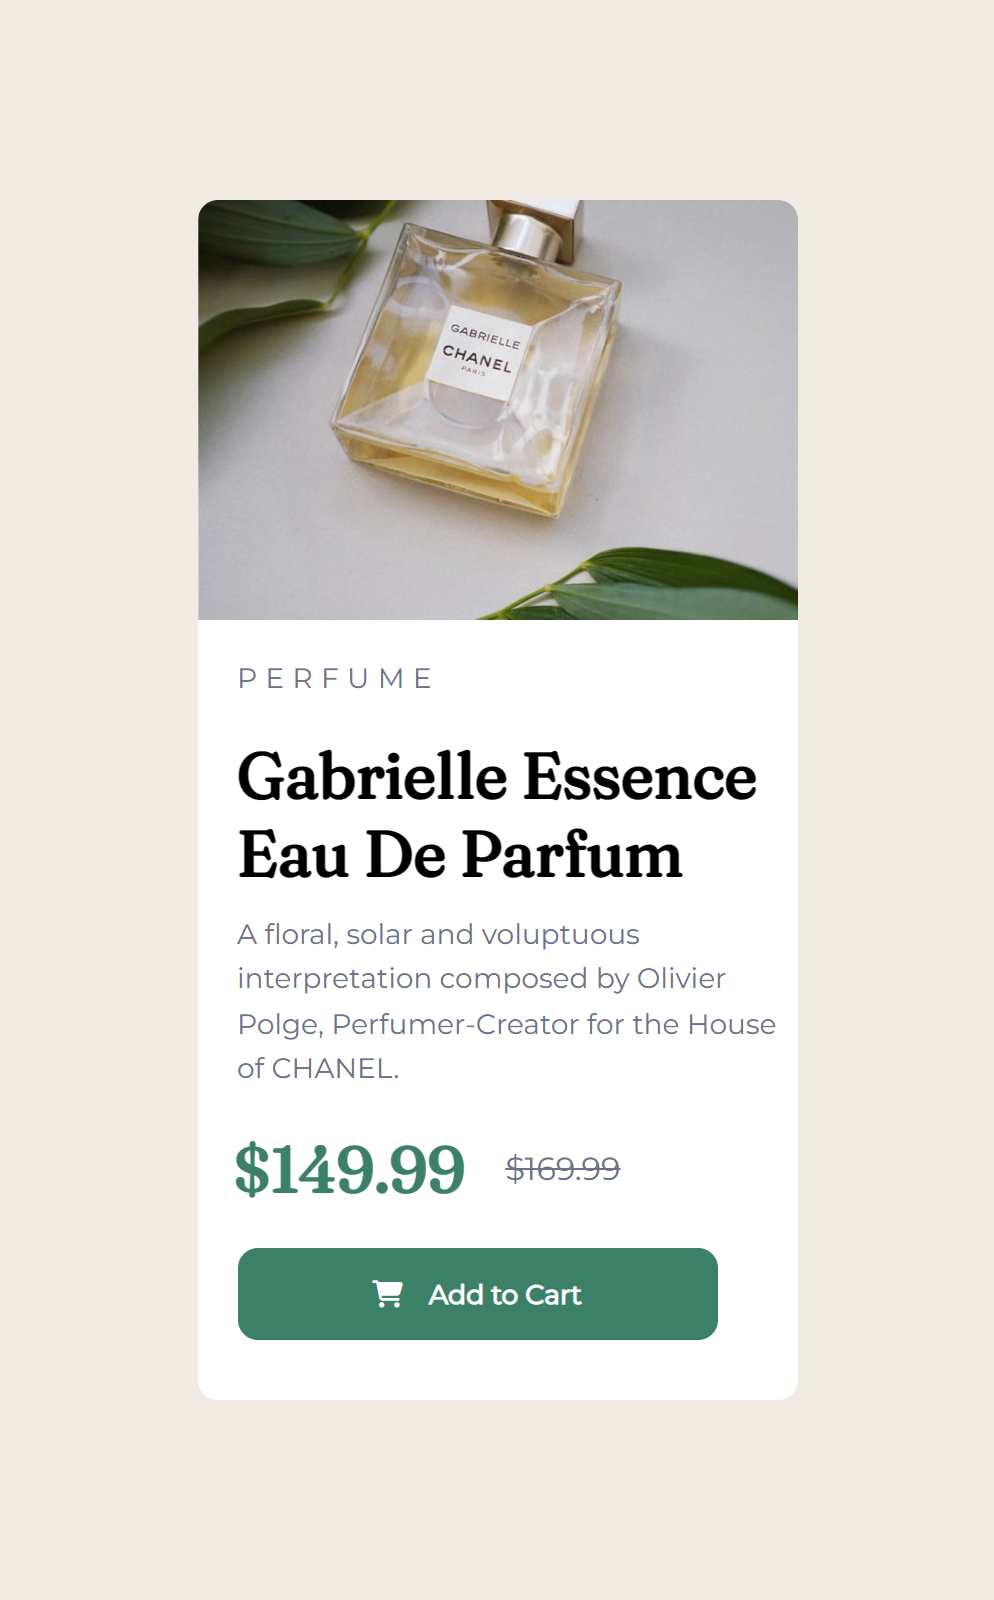 GABRIELLE
CHANEL
PARIS
PERFUME
Gabrielle Essence
Eau De Parfum
A floral, solar and voluptuous
interpretation composed by Olivier
Polge, Perfumer-Creator for the House
of CHANEL.
$149.99 $169.99
Add to Cart